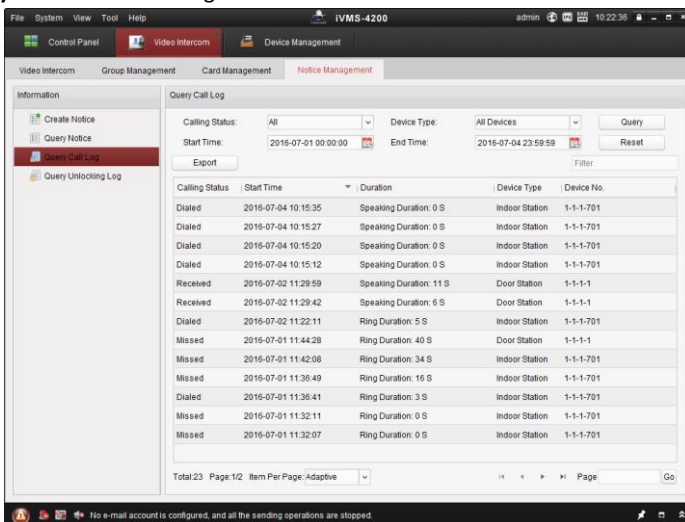 File System View Tool Help iVMS-4200 admin 10:22:36
Control Panel Video Intercom Device Management
Video Intercom Group Management Card Management Notice Management
Information
Query Call Log
Create Notice
Query Notice
Query Call Log
Query Unlocking Log
Calling Status: All Device Type: All Devices Query
Start Time: 2016-07-01 00:00:00 End Time: 2016-07-04 23:59:59 Reset
Export Filter
Calling Status Start Time Duration Device Type Device No.
Dialed 2016-07-04 10:15:35 Speaking Duration: 0 S Indoor Station 1-1-1-701
Dialed 2016-07-04 10:15:27 Speaking Duration: 0 S Indoor Station 1-1-1-701
Dialed 2016-07-04 10:15:20 Speaking Duration: 0 S Indoor Station 1-1-1-701
Dialed 2016-07-04 10:15:12 Speaking Duration: 0 S Indoor Station 1-1-1-701
Received 2016-07-02 11:29:59 Speaking Duration: 11 S Door Station 1-1-1-1
Received 2016-07-02 11:29:42 Speaking Duration: 6 S Door Station 1-1-1-1
Dialed 2016-07-02 11:22:11 Ring Duration: 5 S Indoor Station 1-1-1-701
Missed 2016-07-01 11:44:28 Ring Duration: 40 S Door Station 1-1-1-1
Missed 2016-07-01 11:42:08 Ring Duration: 34 S Indoor Station 1-1-1-701
Missed 2016-07-01 11:36:49 Ring Duration: 16 S Indoor Station 1-1-1-701
Dialed 2016-07-01 11:36:41 Ring Duration: 3 S Indoor Station 1-1-1-701
Missed 2016-07-01 11:32:11 Ring Duration: 0 S Indoor Station 1-1-1-701
Missed 2016-07-01 11:32:07 Ring Duration: 0 S Indoor Station 1-1-1-701
Total:23 Page:1/2 Item Per Page: Adaptive Page Go
No e-mail account is configured, and all the sending operations are stopped.